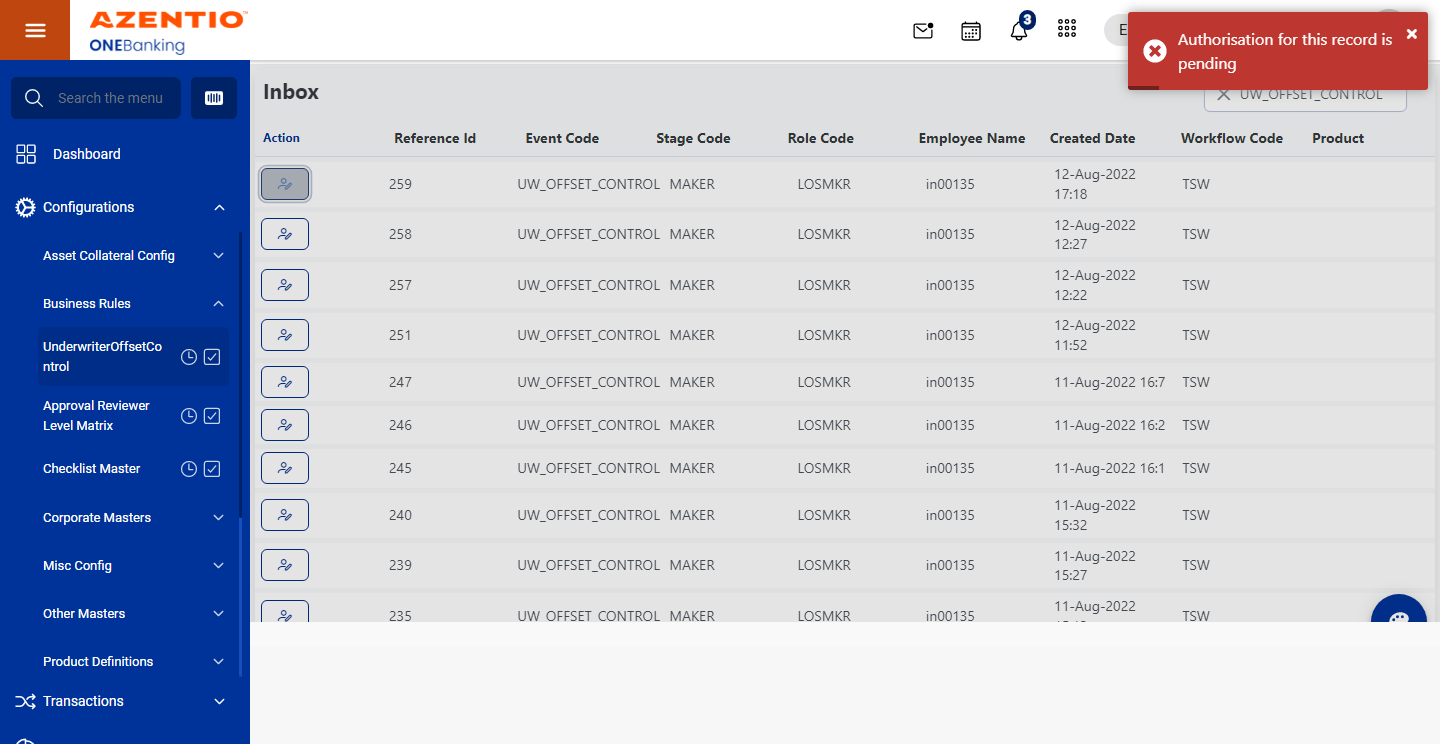 AZENTIO™
ONEBanking
3
E
Authorisation for this record is
pending
Search the menu
Dashboard
Configurations
Asset Collateral Config
Business Rules
UnderwriterOffsetCo
ntrol
Approval Reviewer
Level Matrix
Checklist Master
Corporate Masters
Misc Config
Other Masters
Product Definitions
Transactions
Inbox
UW_OFFSET_CONTROL
Action Reference Id Event Code Stage Code Role Code Employee Name Created Date Workflow Code Product
259 UW_OFFSET_CONTROL MAKER LOSMKR in00135 12-Aug-2022 TSW
17:18
258 UW_OFFSET_CONTROL MAKER LOSMKR in00135 12-Aug-2022 TSW
12:27
257 UW_OFFSET_CONTROL MAKER LOSMKR in00135 12-Aug-2022 TSW
12:22
251 UW_OFFSET_CONTROL MAKER LOSMKR in00135 12-Aug-2022 TSW
11:52
247 UW_OFFSET_CONTROL MAKER LOSMKR in00135 11-Aug-2022 16:7 TSW
246 UW_OFFSET_CONTROL MAKER LOSMKR in00135 11-Aug-2022 16:2 TSW
245 UW_OFFSET_CONTROL MAKER LOSMKR in00135 11-Aug-2022 16:1 TSW
240 UW_OFFSET_CONTROL MAKER LOSMKR in00135 11-Aug-2022 TSW
15:32
239 UW_OFFSET_CONTROL MAKER LOSMKR in00135 11-Aug-2022 TSW
15:27
235 UW_OFFSET_CONTROL MAKER LOSMKR in00135 11-Aug-2022 TSW